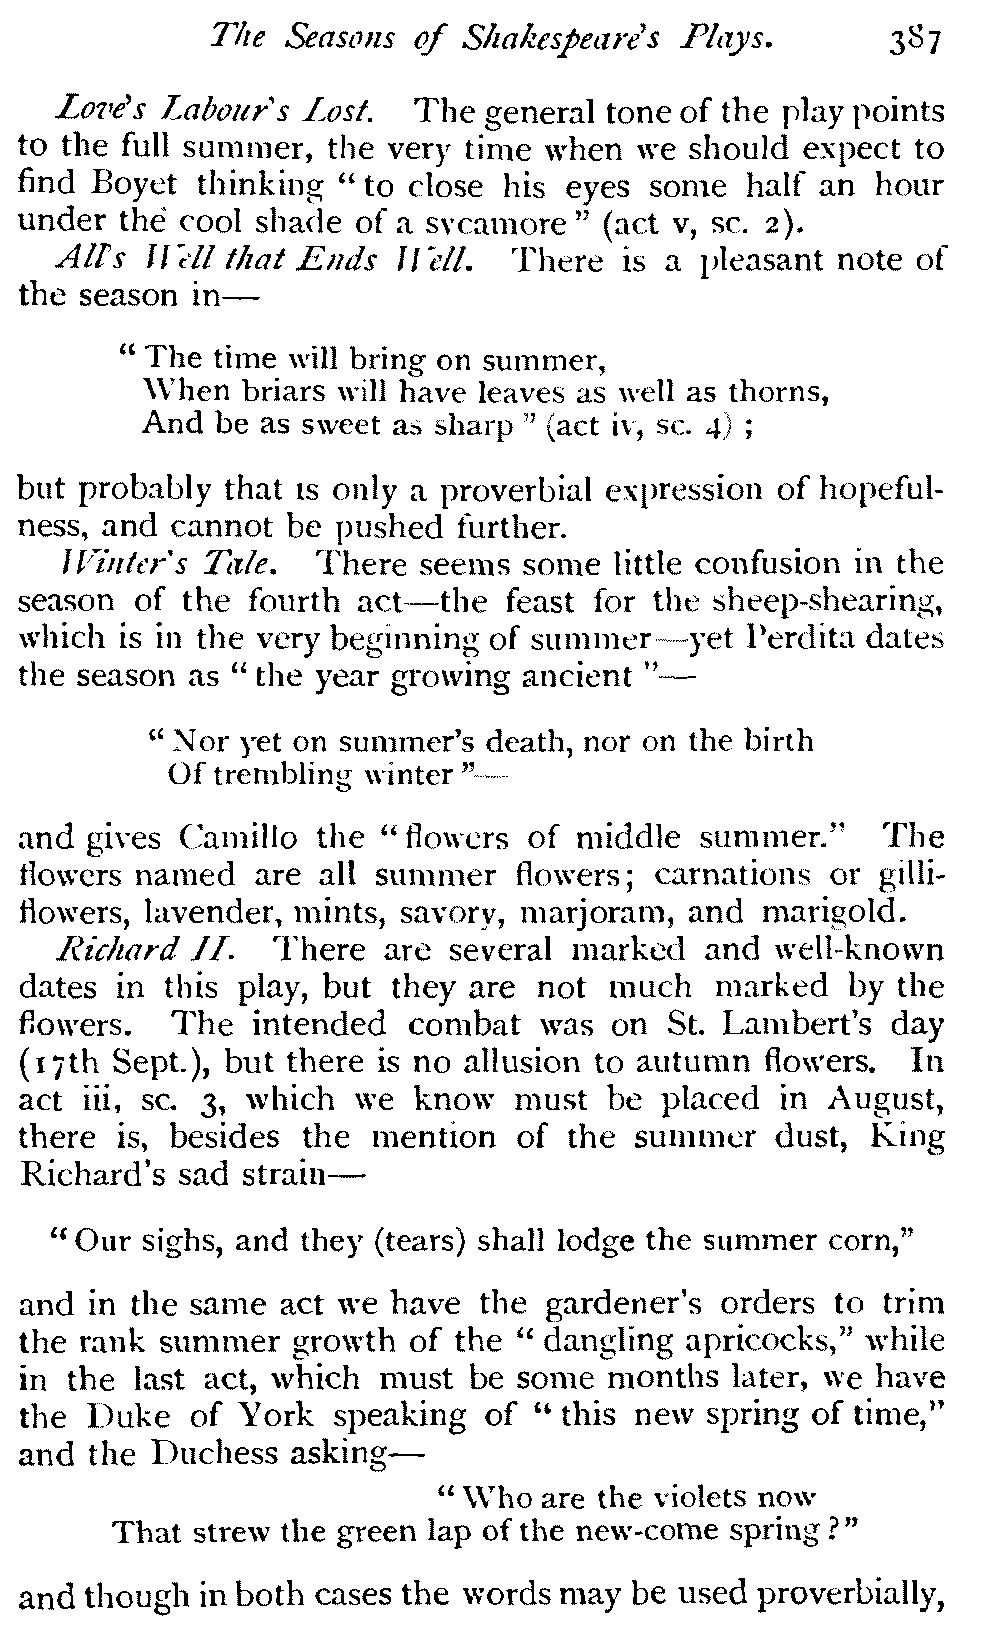 The Seasons of Shakespeare's Plays. 387
Love's Labour's Lost. The general tone of the play points
to the full summer, the very time when we should expect to
find Boyet thinking “to close his eyes some half an hour
under the cool shade of a sycamore” (act v, sc. 2).
All's Well that Ends Well. There is a pleasant note of
the season in—
“The time will bring on summer,
When briars will have leaves as well as thorns,
And be as sweet as sharp” (act iv, sc. 4);
but probably that is only a proverbial expression of hopeful-
ness, and cannot be pushed further.
Winter's Tale. There seems some little confusion in the
season of the fourth act—the feast for the sheep-shearing,
which is in the very beginning of summer—yet Perdita dates
the season as “the year growing ancient”—
“Nor yet on summer's death, nor on the birth
Of trembling winter”—
and gives Camillo the “flowers of middle summer.” The
flowers named are all summer flowers; carnations or gilli-
flowers, lavender, mints, savory, marjoram, and marigold.
Richard II. There are several marked and well-known
dates in this play, but they are not much marked by the
flowers. The intended combat was on St. Lambert's day
(17th Sept.), but there is no allusion to autumn flowers. In
act iii, sc. 3, which we know must be placed in August,
there is, besides the mention of the summer dust, King
Richard's sad strain—
“Our sighs, and they (tears) shall lodge the summer corn,”
and in the same act we have the gardener's orders to trim
the rank summer growth of the “dangling apricocks,” while
in the last act, which must be some months later, we have
the Duke of York speaking of “this new spring of time,”
and the Duchess asking—
“Who are the violets now
That strew the green lap of the new-come spring?”
and though in both cases the words may be used proverbially,